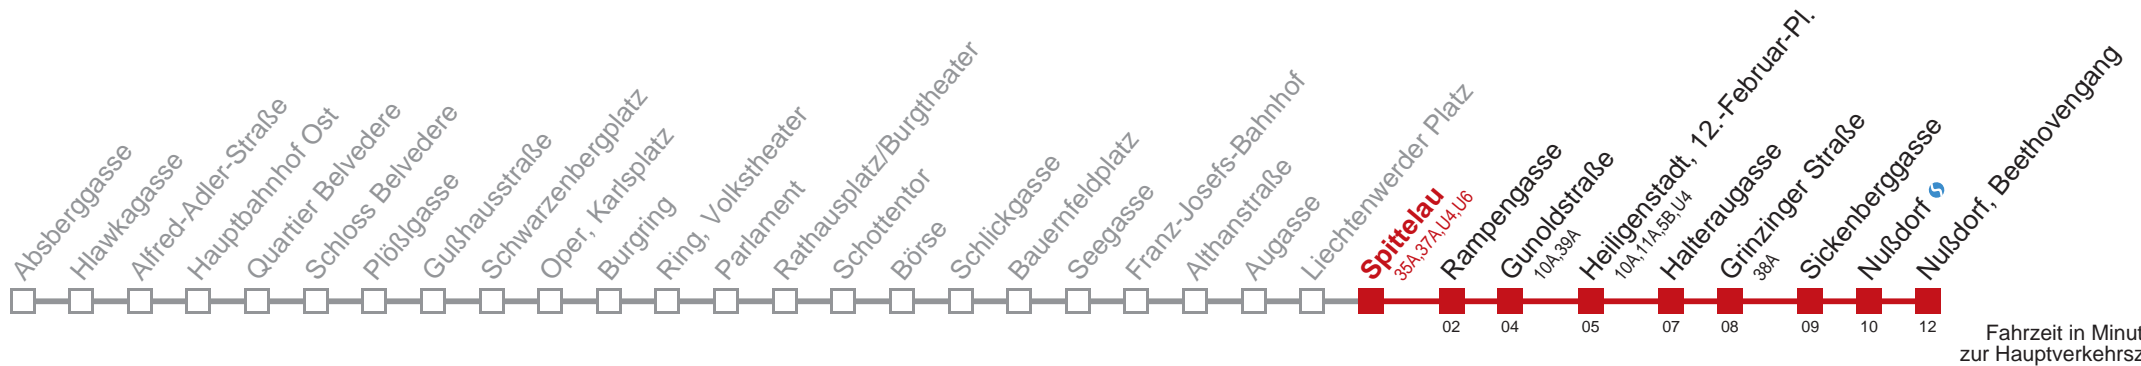 Absberggasse
Hlawkagasse
Alfred-Adler-Straße
Hauptbahnhof Ost
Quartier Belvedere
Schloss Belvedere
Plößlgasse
Gußhausstraße
Schwarzenbergplatz
Oper, Karlsplatz
Burgring
Ring, Volkstheater
Parlament
Rathausplatz/Burgtheater
Schottentor
Börse
Schlickgasse
Bauernfeldplatz
Seegasse
Franz-Josefs-Bahnhof
Althanstraße
Augasse
Liechtenwerder Platz
Spittelau
35A,37A,U4,U6
Rampengasse
Gunoldstraße
10A,39A
Heiligenstadt, 12.-Februar-Pl.
10A,11A,5B,U4
Halteraugasse
Grinzinger Straße
38A
Sickenberggasse
Nußdorf
Nußdorf, Beethovengang
02 04 05 07 08 09 10 12
Fahrzeit in Minut
zur Hauptverkehrsz